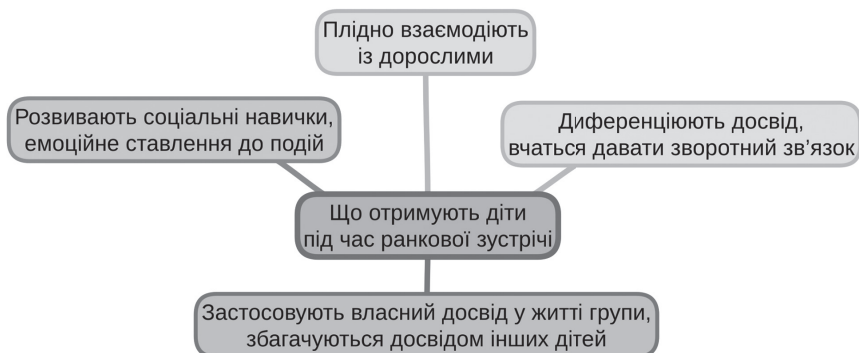 Плідно взаємодіють
із дорослими
Розвивають соціальні навички,
емоційне ставлення до подій
Диференціюють досвід,
вчаться давати зворотний зв’язок
Що отримують діти
під час ранкової зустрічі
Застосовують власний досвід у житті групи,
збагачуються досвідом інших дітей